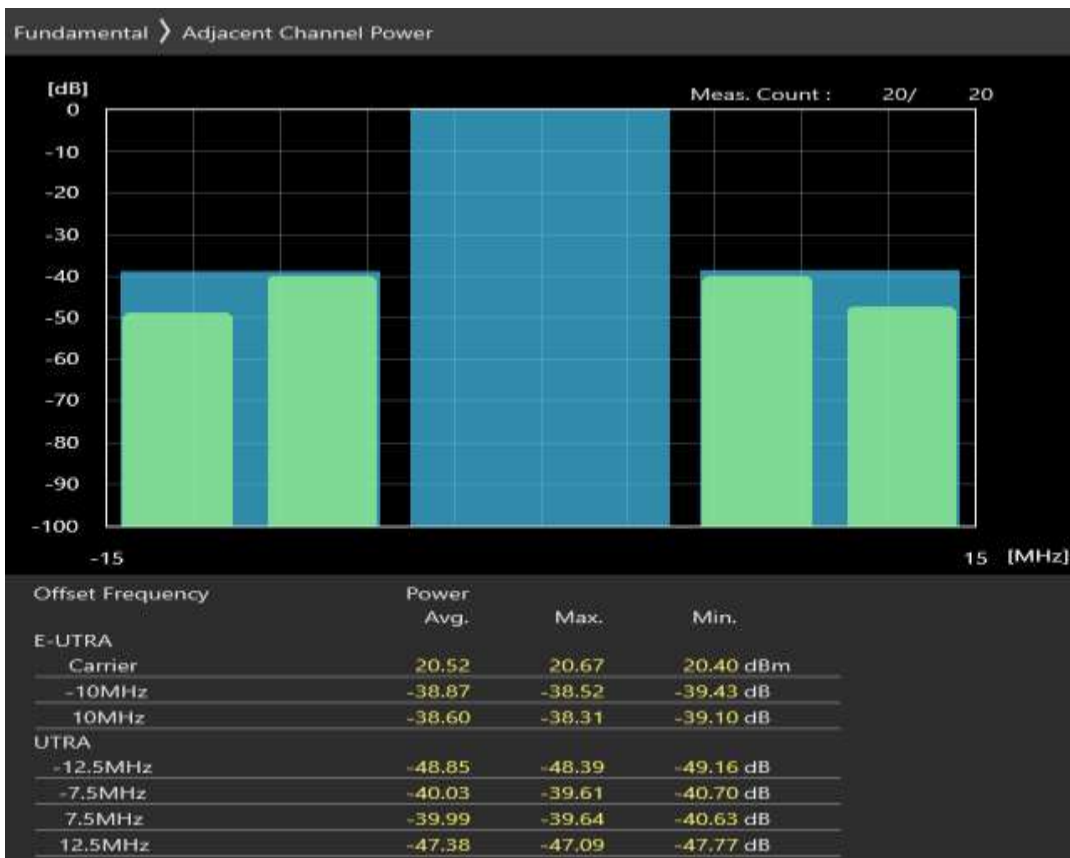 Fundamental ❯ Adjacent Channel Power
[dB]
Meas. Count : 20/ 20
0
-10
-20
-30
-40
-50
-60
-70
-80
-90
-100
-15 15 [MHz]
Offset Frequency Power
Avg. Max. Min.
E-UTRA
Carrier 20.52 20.67 20.40 dBm
-10MHz -38.87 -38.52 -39.43 dB
10MHz -38.60 -38.31 -39.10 dB
UTRA
-12.5MHz -48.85 -48.39 -49.16 dB
-7.5MHz -40.03 -39.61 -40.70 dB
7.5MHz -39.99 -39.64 -40.63 dB
12.5MHz -47.38 -47.09 -47.77 dB